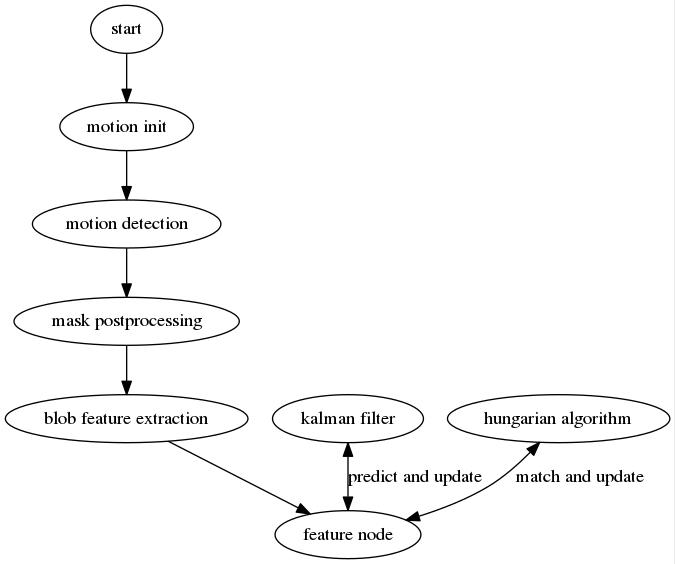 start
motion init
motion detection
mask postprocessing
blob feature extraction
kalman filter
hungarian algorithm
predict and update
match and update
feature node